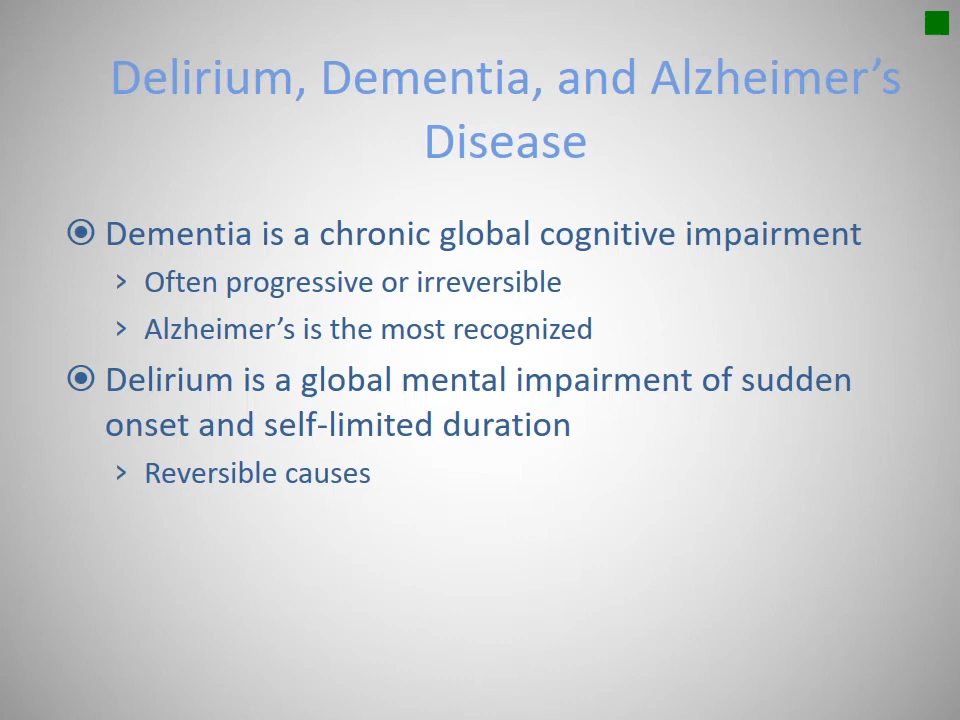 Delirium, Dementia, and Alzheimer’s
Disease
Dementia is a chronic global cognitive impairment
Often progressive or irreversible
Alzheimer’s is the most recognized
Delirium is a global mental impairment of sudden
onset and self-limited duration
Reversible causes